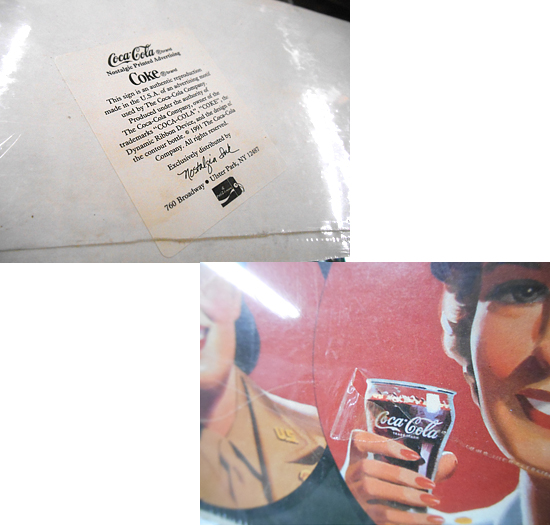 Coca-Cola
Nostalgic Printed Advertising
Coke
This sign is an authentic reproduction
made in the U.S.A. of an advertising motif
used by The Coca-Cola Company.
Produced under the authority of
The Coca-Cola Company, owner of the
trademarks "COCA-COLA", "COKE", the
Dynamic Ribbon Device, and the design of
the contour bottle. © 1991 The Coca-Cola
Company. All rights reserved.
Exclusively distributed by
Nostalgia Ink
760 Broadway • Ulster Park, NY 12487
U.S
Coca-Cola